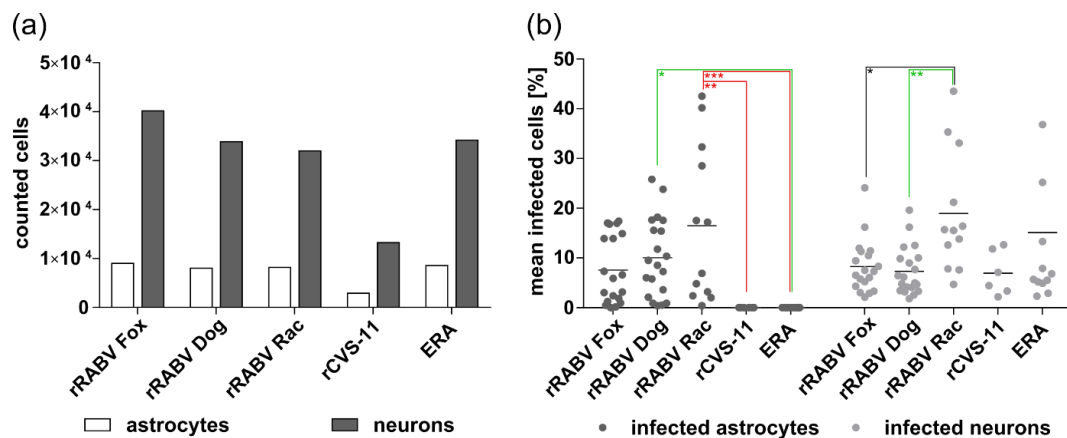 (a)
counted cells
5×10⁴
4×10⁴
3×10⁴
2×10⁴
1×10⁴
0
rRABV Fox
rRABV Dog
rRABV Rac
rCVS-11
ERA
astrocytes
neurons
(b)
mean infected cells [%]
50
40
30
20
10
0
*
***
**
*
**
rRABV Fox
rRABV Dog
rRABV Rac
rCVS-11
ERA
rRABV Fox
rRABV Dog
rRABV Rac
rCVS-11
ERA
infected astrocytes
infected neurons